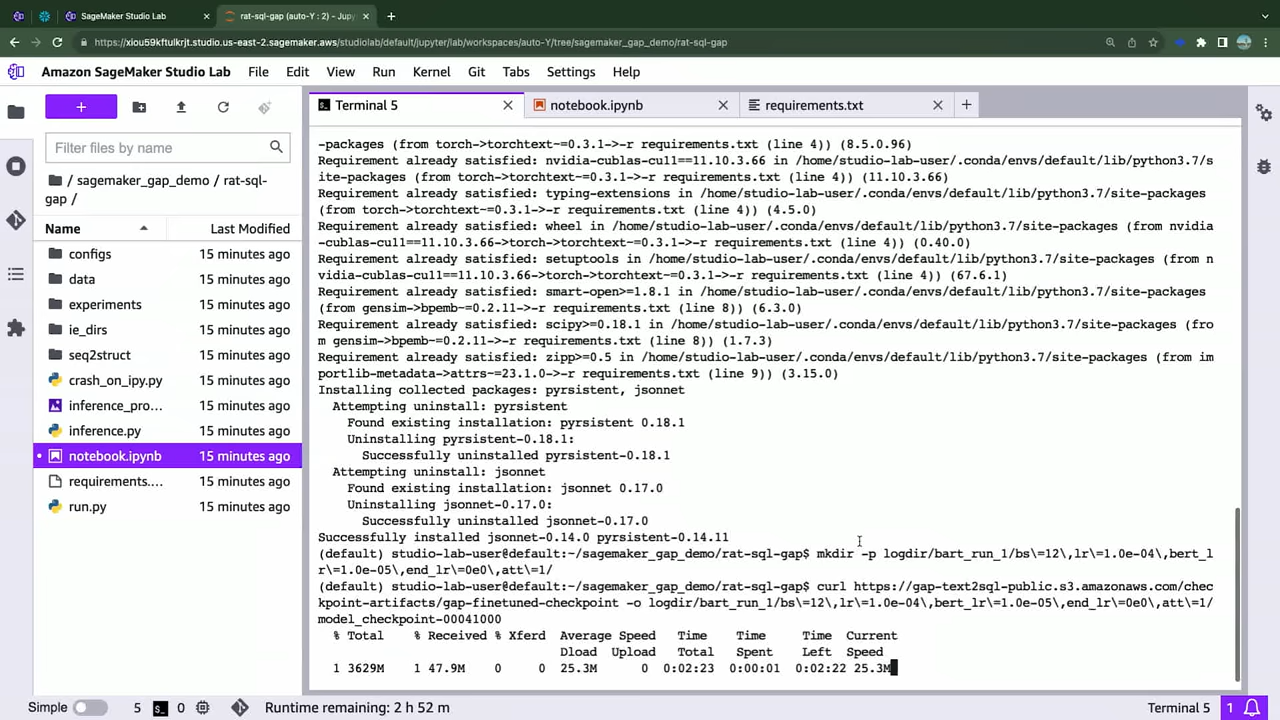 SageMaker Studio Lab
rat-sql-gap (auto-Y : 2) - Jupy
https://xiou59kftulkrjt.studio.us-east-2.sagemaker.aws/studiolab/default/jupyter/lab/workspaces/auto-Y/tree/sagemaker_gap_demo/rat-sql-gap
Amazon SageMaker Studio Lab File Edit View Run Kernel Git Tabs Settings Help
Terminal 5
notebook.ipynb
requirements.txt
Filter files by name
/ sagemaker_gap_demo / rat-sql-
gap /
Name Last Modified
configs 15 minutes ago
data 15 minutes ago
experiments 15 minutes ago
ie_dirs 15 minutes ago
seq2struct 15 minutes ago
crash_on_ipy.py 15 minutes ago
inference_pro... 15 minutes ago
inference.py 15 minutes ago
notebook.ipynb 15 minutes ago
requirements.... 15 minutes ago
run.py 15 minutes ago
-packages (from torch->torchtext~=0.3.1->-r requirements.txt (line 4)) (8.5.0.96)
Requirement already satisfied: nvidia-cublas-cu11==11.10.3.66 in /home/studio-lab-user/.conda/envs/default/lib/python3.7/s
ite-packages (from torch->torchtext~=0.3.1->-r requirements.txt (line 4)) (11.10.3.66)
Requirement already satisfied: typing-extensions in /home/studio-lab-user/.conda/envs/default/lib/python3.7/site-packages
(from torch->torchtext~=0.3.1->-r requirements.txt (line 4)) (4.5.0)
Requirement already satisfied: wheel in /home/studio-lab-user/.conda/envs/default/lib/python3.7/site-packages (from nvidia
-cublas-cu11==11.10.3.66->torch->torchtext~=0.3.1->-r requirements.txt (line 4)) (0.40.0)
Requirement already satisfied: setuptools in /home/studio-lab-user/.conda/envs/default/lib/python3.7/site-packages (from n
vidia-cublas-cu11==11.10.3.66->torch->torchtext~=0.3.1->-r requirements.txt (line 4)) (67.6.1)
Requirement already satisfied: smart-open>=1.8.1 in /home/studio-lab-user/.conda/envs/default/lib/python3.7/site-packages
(from gensim->bpemb~=0.2.11->-r requirements.txt (line 8)) (6.3.0)
Requirement already satisfied: scipy>=0.18.1 in /home/studio-lab-user/.conda/envs/default/lib/python3.7/site-packages (fro
m gensim->bpemb~=0.2.11->-r requirements.txt (line 8)) (1.7.3)
Requirement already satisfied: zipp>=0.5 in /home/studio-lab-user/.conda/envs/default/lib/python3.7/site-packages (from im
portlib-metadata->attrs~=23.1.0->-r requirements.txt (line 9)) (3.15.0)
Installing collected packages: pyrsistent, jsonnet
Attempting uninstall: pyrsistent
Found existing installation: pyrsistent 0.18.1
Uninstalling pyrsistent-0.18.1:
Successfully uninstalled pyrsistent-0.18.1
Attempting uninstall: jsonnet
Found existing installation: jsonnet 0.17.0
Uninstalling jsonnet-0.17.0:
Successfully uninstalled jsonnet-0.17.0
Successfully installed jsonnet-0.14.0 pyrsistent-0.14.11
(default) studio-lab-user@default:~/sagemaker_gap_demo/rat-sql-gap$ mkdir -p logdir/bart_run_1/bs\=12\,lr\=1.0e-04\,bert_l
r\=1.0e-05\,end_lr\=0e0\,att\=1/
(default) studio-lab-user@default:~/sagemaker_gap_demo/rat-sql-gap$ curl https://gap-text2sql-public.s3.amazonaws.com/che
ckpoint-artifacts/gap-finetuned-checkpoint -o logdir/bart_run_1/bs\=12\,lr\=1.0e-04\,bert_lr\=1.0e-05\,end_lr\=0e0\,att\=1/
model_checkpoint-00041000
% Total % Received % Xferd Average Speed Time Time Time Current
Dload Upload Total Spent Left Speed
1 3629M 1 47.9M 0 0 25.3M 0 0:02:23 0:00:01 0:02:22 25.3M
Simple 5 0 Runtime remaining: 2 h 52 m Terminal 5 1